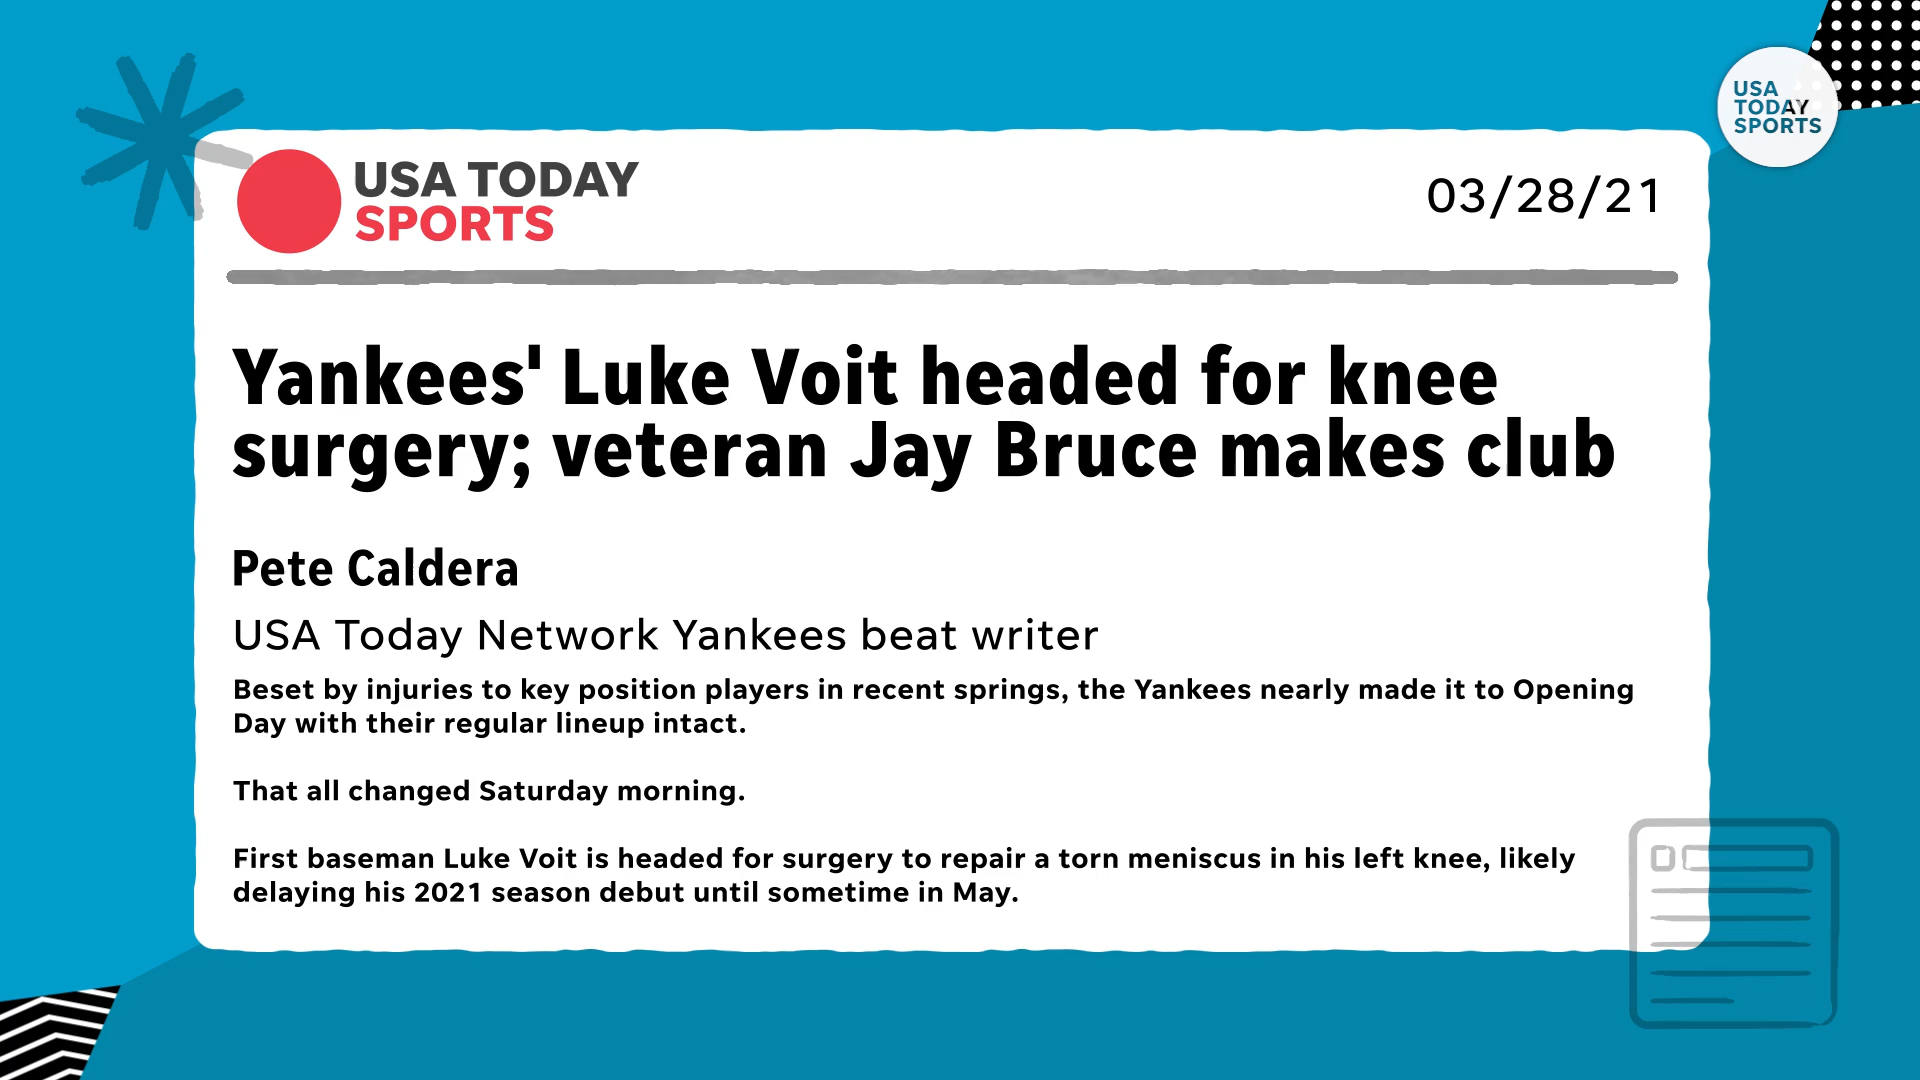 USA
TODAY
SPORTS
USA TODAY
SPORTS
03/28/21
Yankees' Luke Voit headed for knee
surgery; veteran Jay Bruce makes club
Pete Caldera
USA Today Network Yankees beat writer
Beset by injuries to key position players in recent springs, the Yankees nearly made it to Opening
Day with their regular lineup intact.
That all changed Saturday morning.
First baseman Luke Voit is headed for surgery to repair a torn meniscus in his left knee, likely
delaying his 2021 season debut until sometime in May.